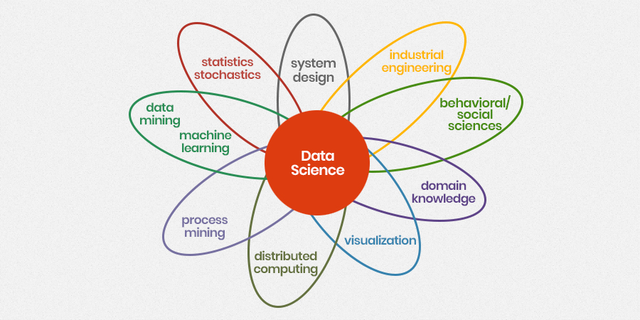 system
design
industrial
engineering
statistics
stochastics
behavioral/
social
sciences
data
mining
machine
learning
Data
Science
domain
knowledge
process
mining
visualization
distributed
computing